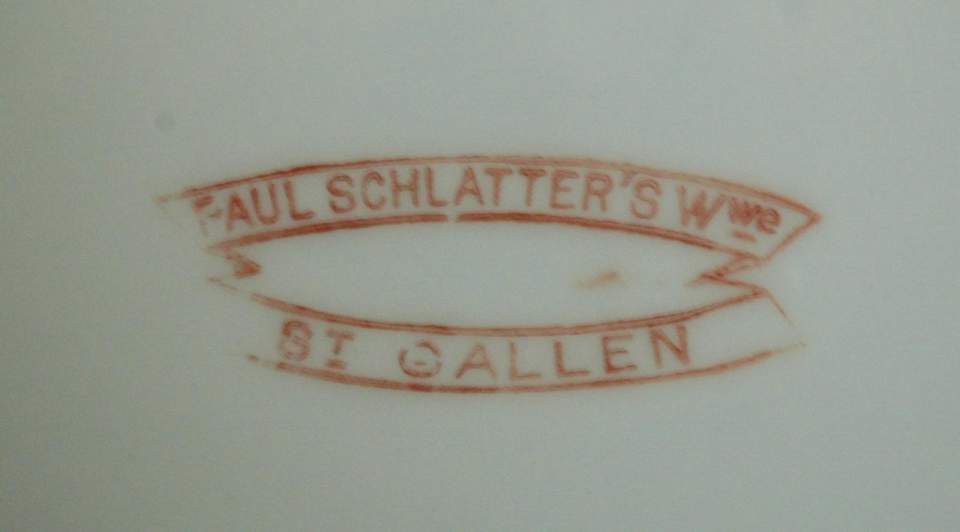 PAUL SCHLATTER'S Wwe
ST GALLEN